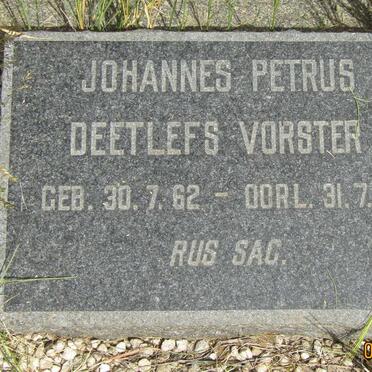 JOHANNES PETRUS
DEETLEFS VORSTER
GEB. 30.7.62 - OORL. 31.7.
RUS SAG.